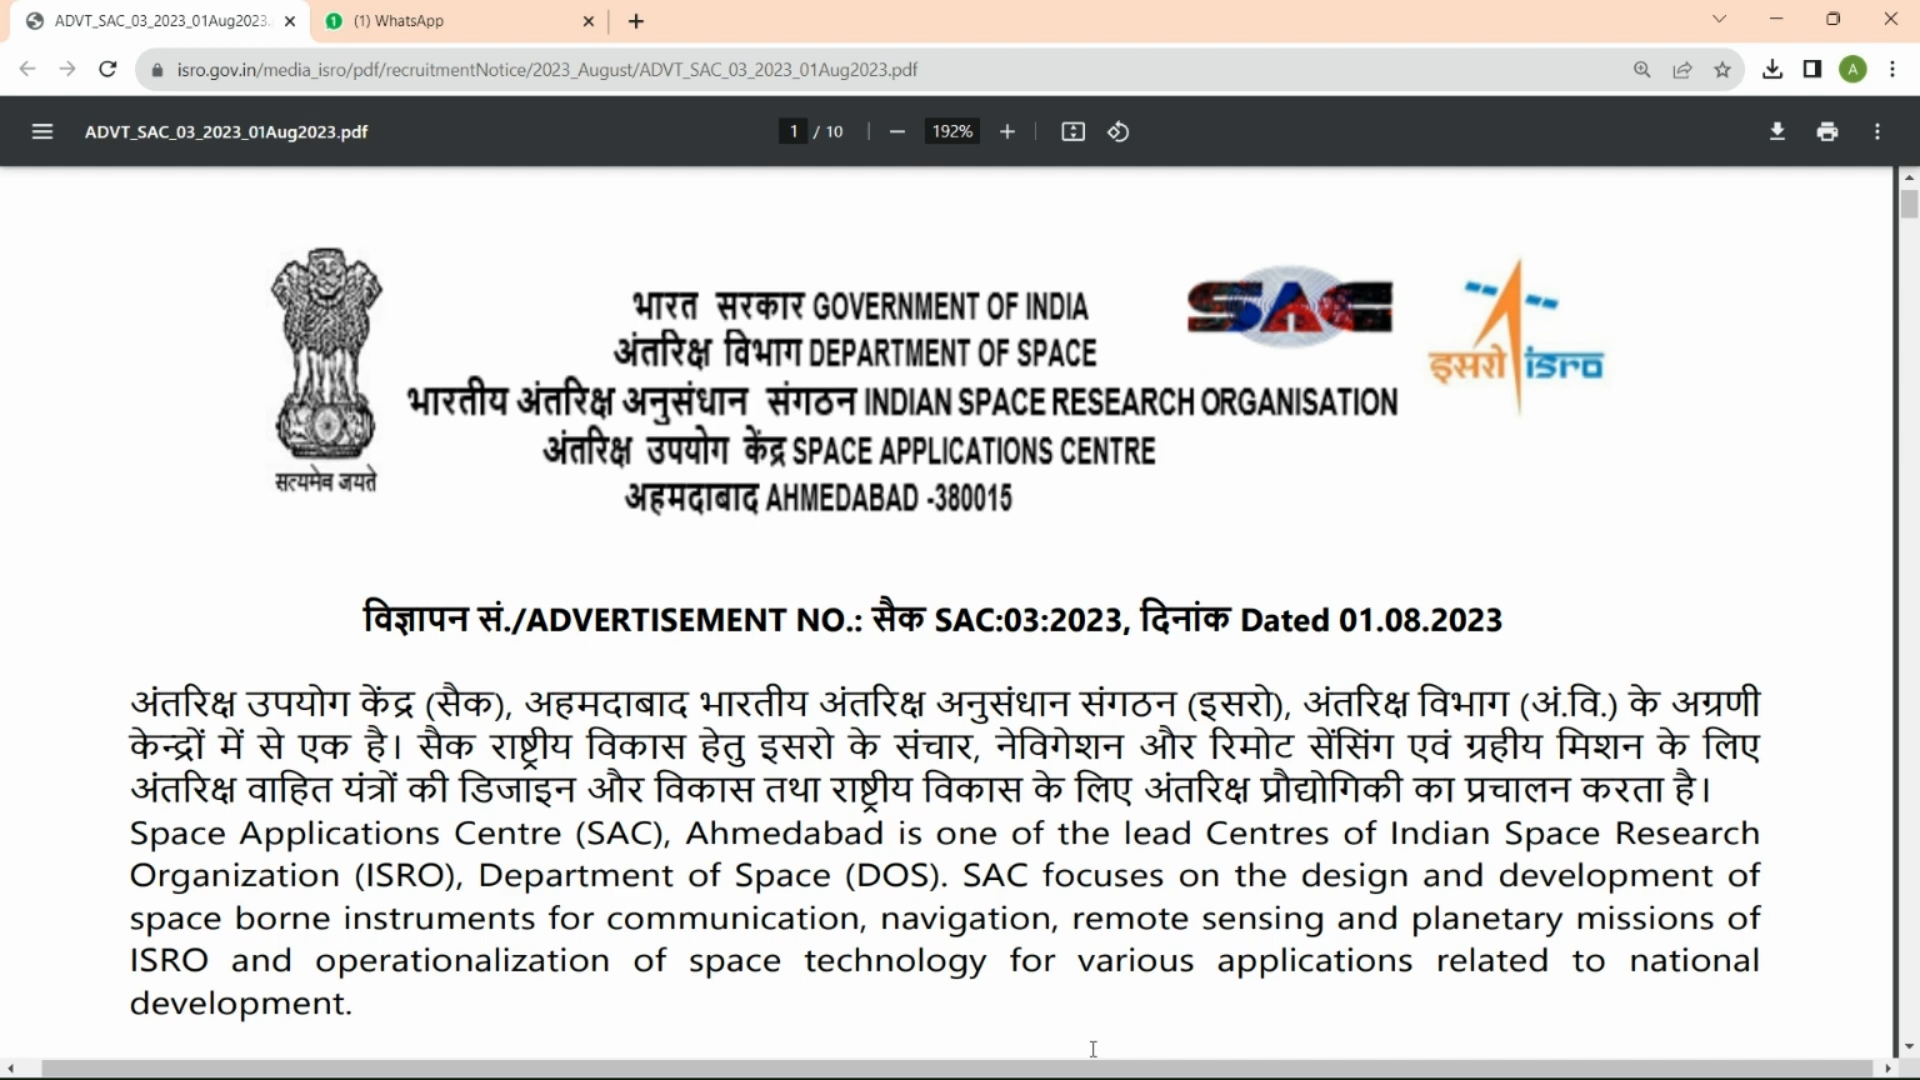 ADVT_SAC_03_2023_01Aug2023.
(1) WhatsApp
isro.gov.in/media_isro/pdf/recruitmentNotice/2023_August/ADVT_SAC_03_2023_01Aug2023.pdf
A
ADVT_SAC_03_2023_01Aug2023.pdf
1 / 10
192%
भारत सरकार GOVERNMENT OF INDIA
SAC
अंतरिक्ष विभाग DEPARTMENT OF SPACE
इसरो isro
भारतीय अंतरिक्ष अनुसंधान संगठन INDIAN SPACE RESEARCH ORGANISATION
अंतरिक्ष उपयोग केंद्र SPACE APPLICATIONS CENTRE
सत्यमेव जयते
अहमदाबाद AHMEDABAD -380015
विज्ञापन सं./ADVERTISEMENT NO.: सैक SAC:03:2023, दिनांक Dated 01.08.2023
अंतरिक्ष उपयोग केंद्र (सैक), अहमदाबाद भारतीय अंतरिक्ष अनुसंधान संगठन (इसरो), अंतरिक्ष विभाग (अं.वि.) के अग्रणी
केन्द्रों में से एक है। सैक राष्ट्रीय विकास हेतु इसरो के संचार, नेविगेशन और रिमोट सेंसिंग एवं ग्रहीय मिशन के लिए
अंतरिक्ष वाहित यंत्रों की डिजाइन और विकास तथा राष्ट्रीय विकास के लिए अंतरिक्ष प्रौद्योगिकी का प्रचालन करता है।
Space Applications Centre (SAC), Ahmedabad is one of the lead Centres of Indian Space Research
Organization (ISRO), Department of Space (DOS). SAC focuses on the design and development of
space borne instruments for communication, navigation, remote sensing and planetary missions of
ISRO and operationalization of space technology for various applications related to national
development.